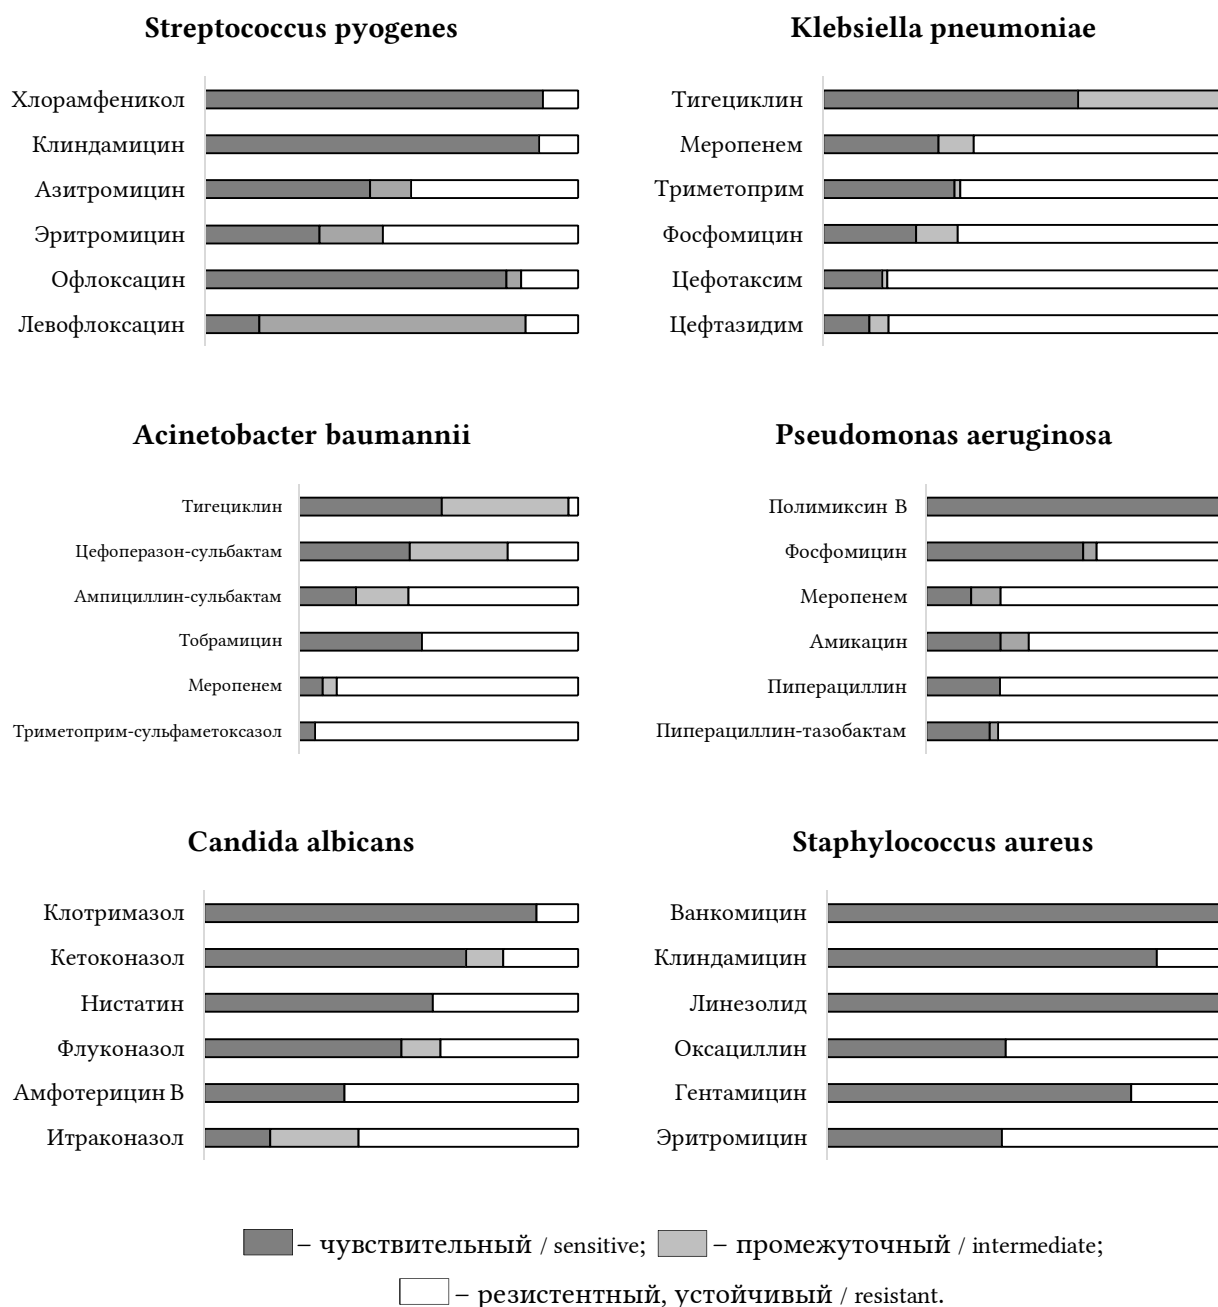 Streptococcus pyogenes
Хлорамфеникол
Клиндамицин
Азитромицин
Эритромицин
Офлоксацин
Левофлоксацин
Klebsiella pneumoniae
Тигециклин
Меропенем
Триметоприм
Фосфомицин
Цефотаксим
Цефтазидим
Acinetobacter baumannii
Тигециклин
Цефоперазон-сульбактам
Ампициллин-сульбактам
Тобрамицин
Меропенем
Триметоприм-сульфаметоксазол
Pseudomonas aeruginosa
Полимиксин В
Фосфомицин
Меропенем
Амикацин
Пиперациллин
Пиперациллин-тазобактам
Candida albicans
Клотримазол
Кетоконазол
Нистатин
Флуконазол
Амфотерицин В
Итраконазол
Staphylococcus aureus
Ванкомицин
Клиндамицин
Линезолид
Оксациллин
Гентамицин
Эритромицин
– чувствительный / sensitive; – промежуточный / intermediate;
– резистентный, устойчивый / resistant.